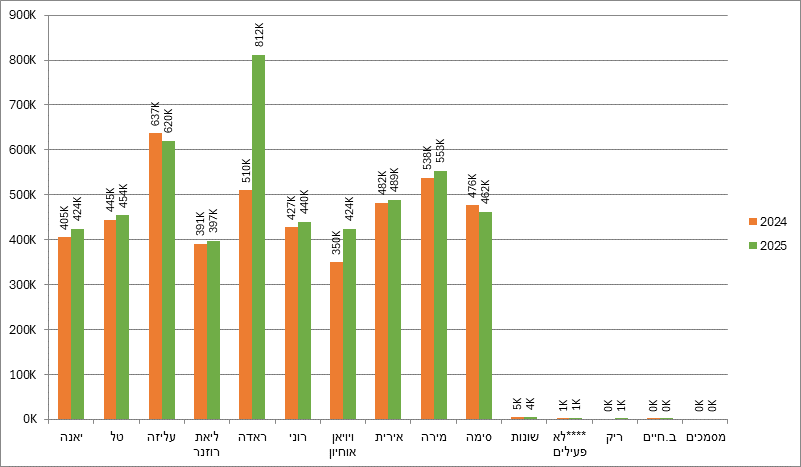 900K
800K
700K
600K
500K
400K
300K
200K
100K
0K
405K 424K
445K 454K
637K 620K
391K 397K
510K 812K
427K 440K
350K 424K
482K 489K
538K 553K
476K 462K
5K 4K
1K 1K
0K 1K
0K 0K
0K 0K
יאנה
טל
עליזה
ליאת
רוזנר
ראדה
רוני
ויויאן
אוחיון
אירית
מירה
סימה
שונות
****לא
פעילים
ריק
ב.חיים
מסמכים
2024
2025